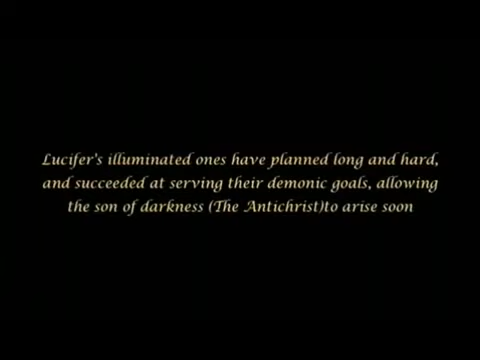 Lucifer's illuminated ones have planned long and hard,
and succeeded at serving their demonic goals, allowing
the son of darkness (The Antichrist)to arise soon